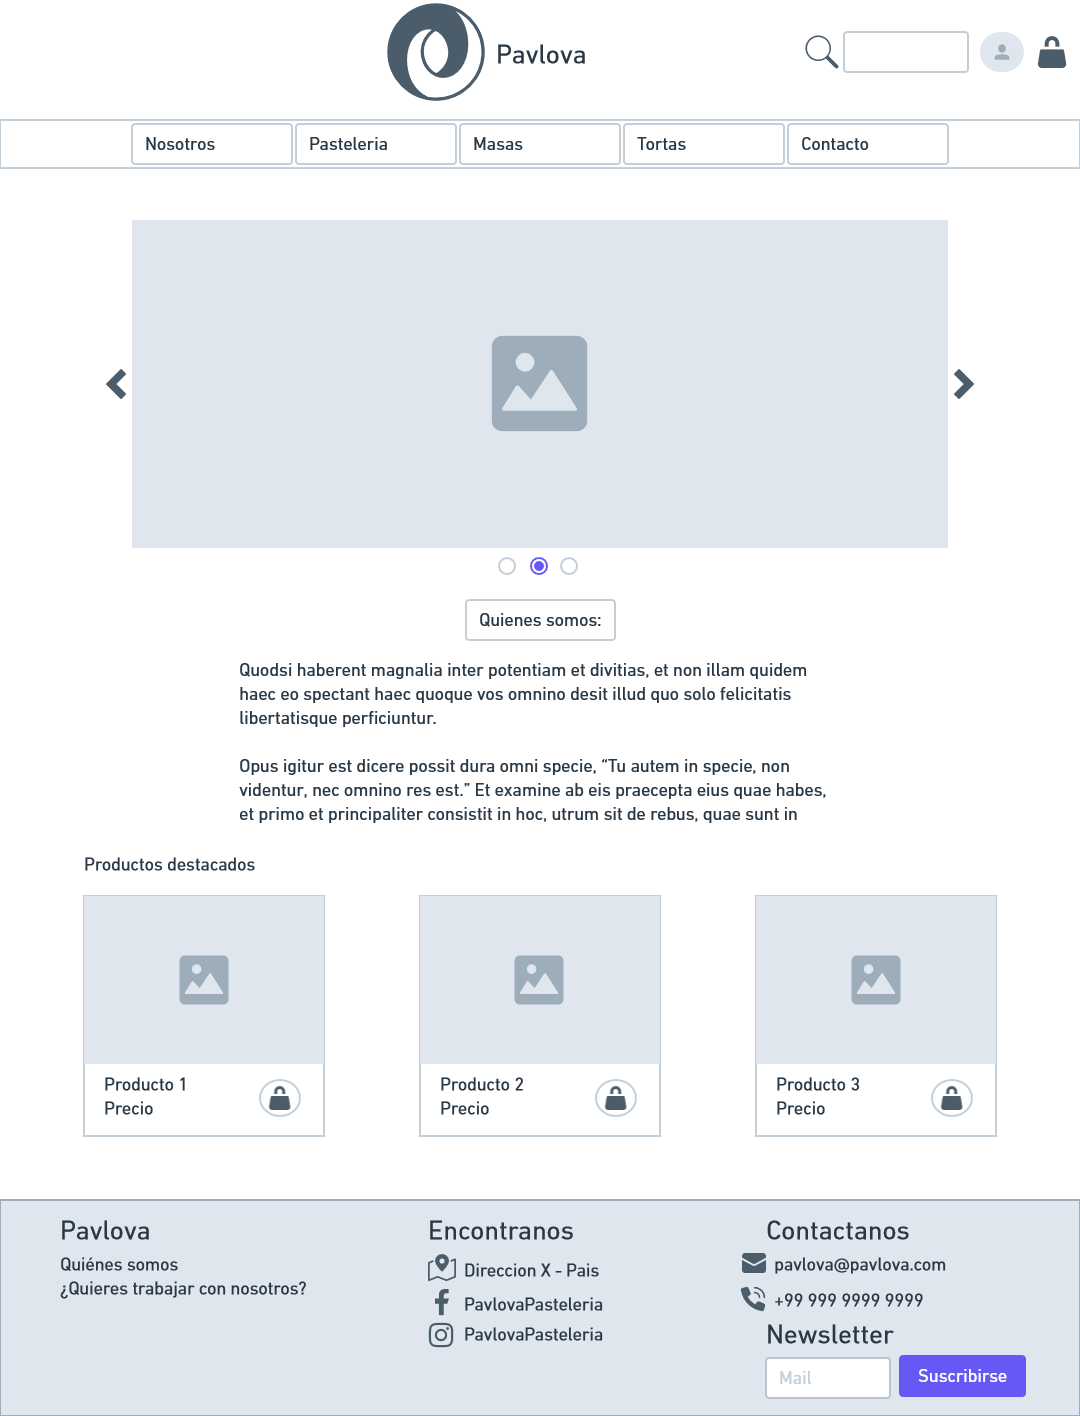 Pavlova
Nosotros
Pasteleria
Masas
Tortas
Contacto
Quienes somos:
Quodsi haberent magnalia inter potentiam et divitias, et non illam quidem
haec eo spectant haec quoque vos omnino desit illud quo solo felicitatis
libertatisque perficiuntur.
Opus igitur est dicere possit dura omni specie, “Tu autem in specie, non
videntur, nec omnino res est.” Et examine ab eis praecepta eius quae habes,
et primo et principaliter consistit in hoc, utrum sit de rebus, quae sunt in
Productos destacados
Producto 1
Precio
Producto 2
Precio
Producto 3
Precio
Pavlova
Quiénes somos
¿Quieres trabajar con nosotros?
Encontranos
Direccion X - Pais
PavlovaPasteleria
PavlovaPasteleria
Contactanos
pavlova@pavlova.com
+99 999 9999 9999
Newsletter
Mail
Suscribirse